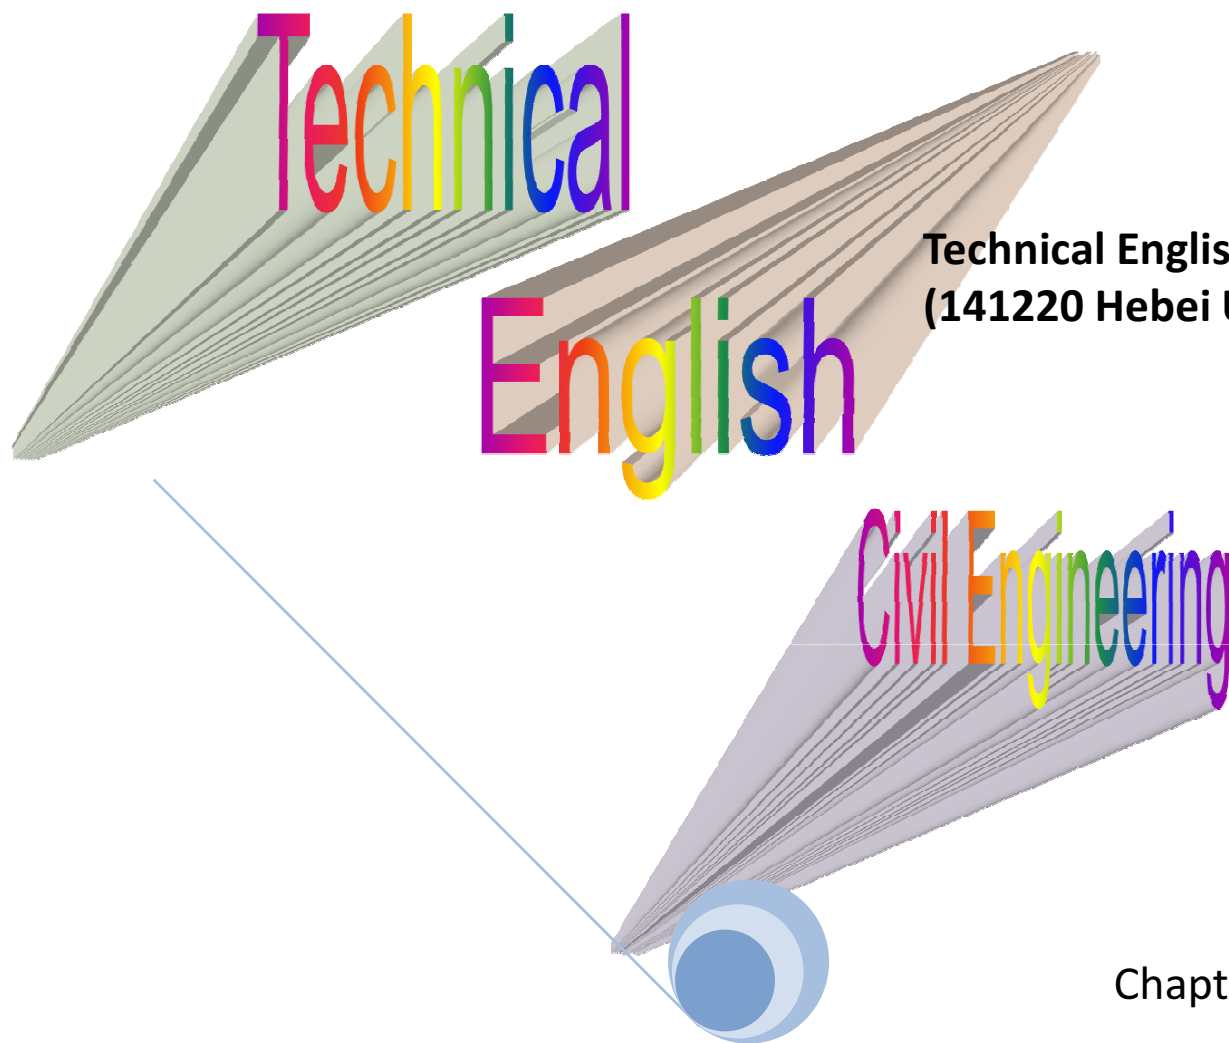 Technical
English
Technical Englis
(141220 Hebei
Civil Engineering
Chapt